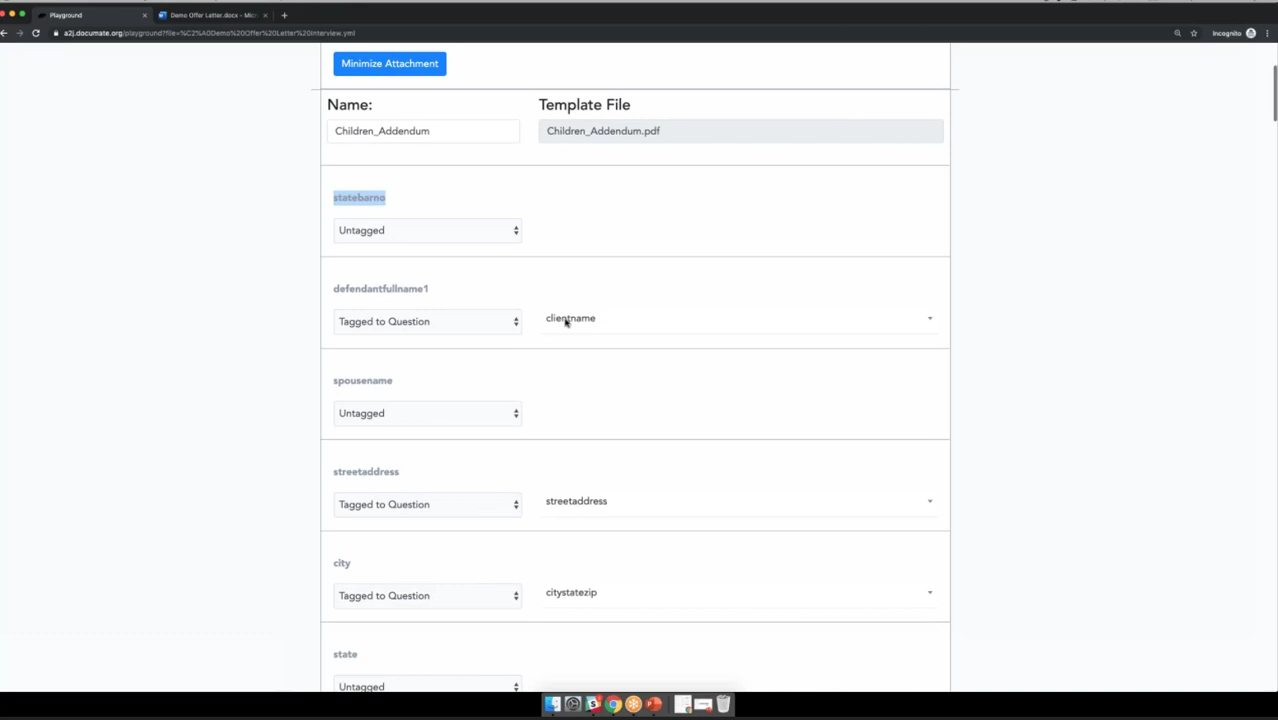 Playground
Demo Offer Letter.docx - Micr
a2j.documate.org/playground?file=%C2%A0Demo%20Offer%20Letter%20Interview.yml
Incognito
Minimize Attachment
Name:
Template File
Children_Addendum
Children_Addendum.pdf
statebarno
Untagged
defendantfullname1
Tagged to Question
clientname
spousename
Untagged
streetaddress
Tagged to Question
streetaddress
city
Tagged to Question
citystatezip
state
Untagged